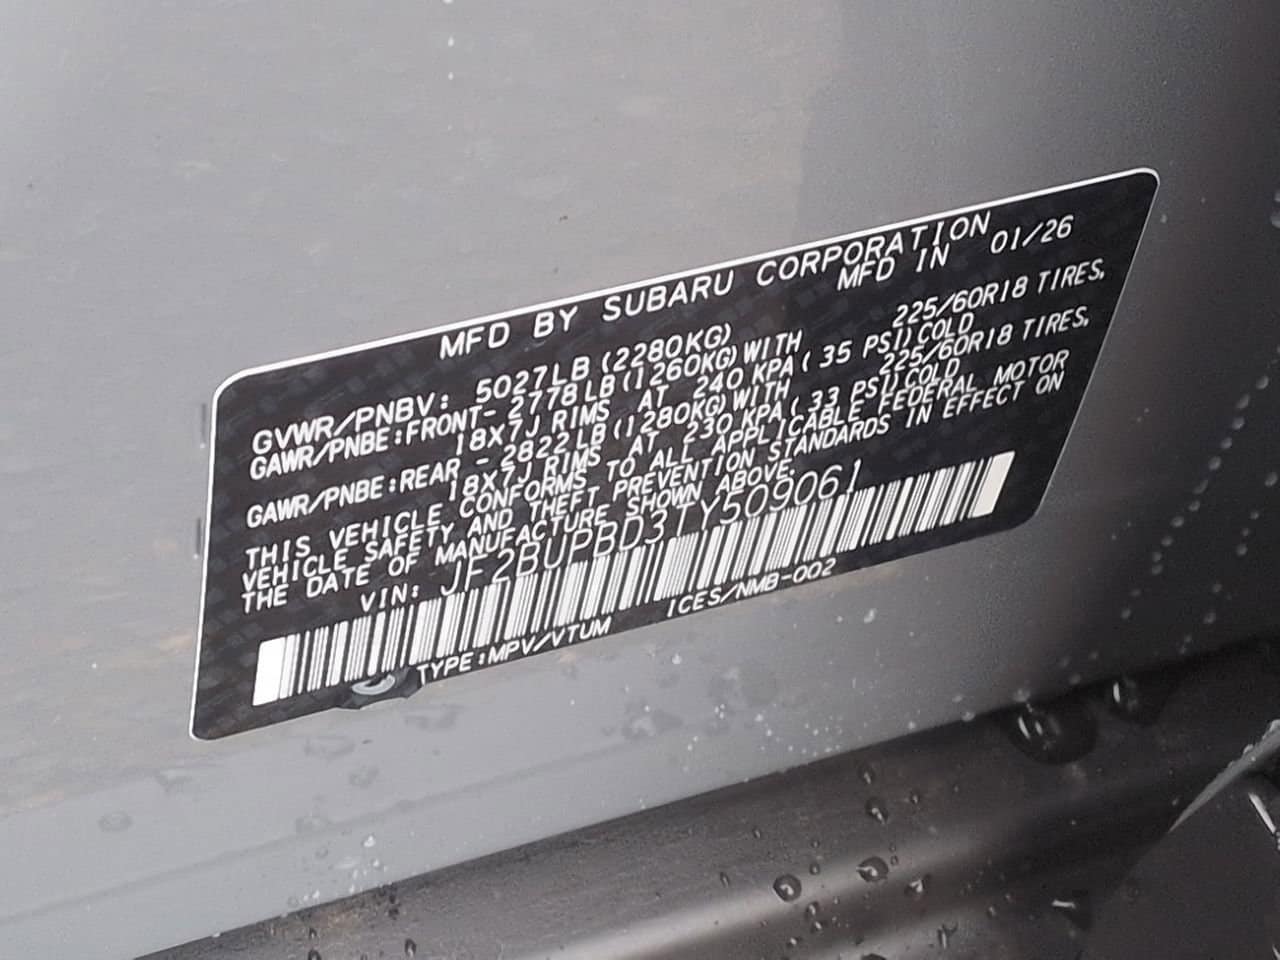 MFD BY SUBARU CORPORATION
MFD IN 01/26
GVWR/PNBV: 5027LB (2280KG)
GAWR/PNBE:FRONT- 2778LB (1260KG) WITH 225/60R18 TIRES,
18X7J RIMS AT 240 KPA ( 35 PSI) COLD
GAWR/PNBE:REAR - 2822LB (1280KG) WITH 225/60R18 TIRES,
18X7J RIMS AT 230 KPA ( 33 PSI) COLD
THIS VEHICLE CONFORMS TO ALL APPLICABLE FEDERAL MOTOR
VEHICLE SAFETY AND THEFT PREVENTION STANDARDS IN EFFECT ON
THE DATE OF MANUFACTURE SHOWN ABOVE.
VIN: JF2BUPBD3TY509061
TYPE:MPV/VTUM ICES/NMB-002